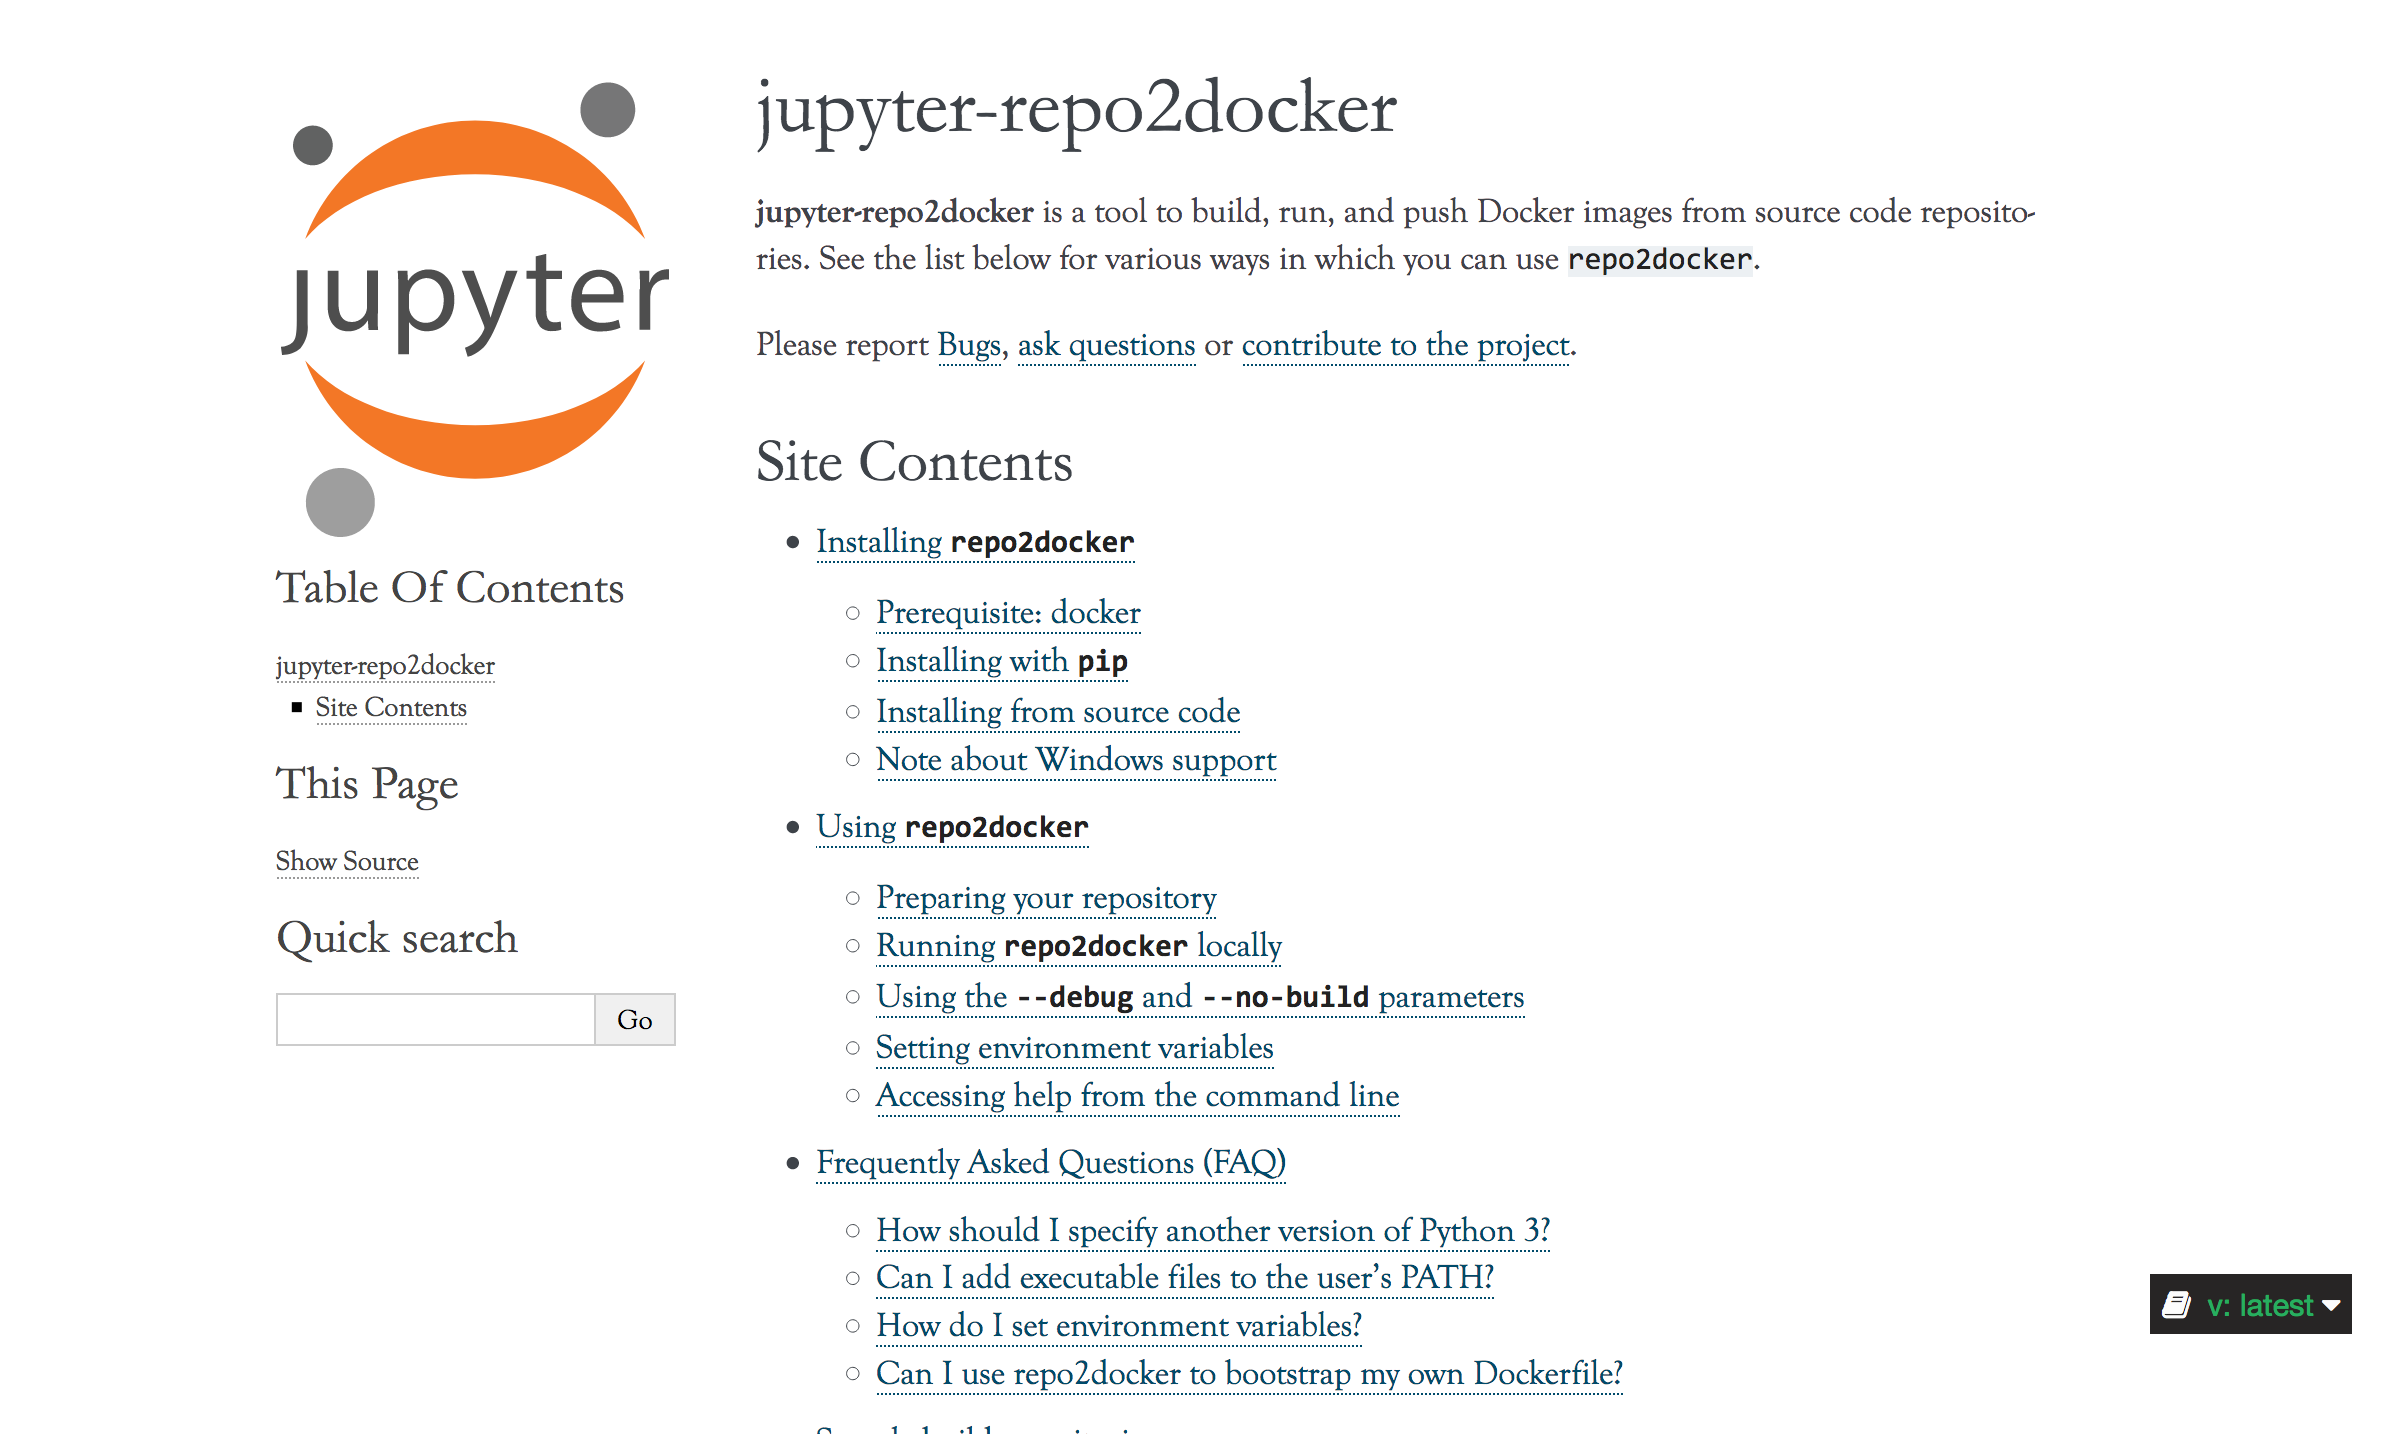 jupyter
Table Of Contents
jupyter-repo2docker
Site Contents
This Page
Show Source
Quick search
Go
jupyter-repo2docker
jupyter-repo2docker is a tool to build, run, and push Docker images from source code reposito-
ries. See the list below for various ways in which you can use repo2docker.
Please report Bugs, ask questions or contribute to the project.
Site Contents
Installing repo2docker
Prerequisite: docker
Installing with pip
Installing from source code
Note about Windows support
Using repo2docker
Preparing your repository
Running repo2docker locally
Using the --debug and --no-build parameters
Setting environment variables
Accessing help from the command line
Frequently Asked Questions (FAQ)
How should I specify another version of Python 3?
Can I add executable files to the user’s PATH?
How do I set environment variables?
Can I use repo2docker to bootstrap my own Dockerfile?
v: latest